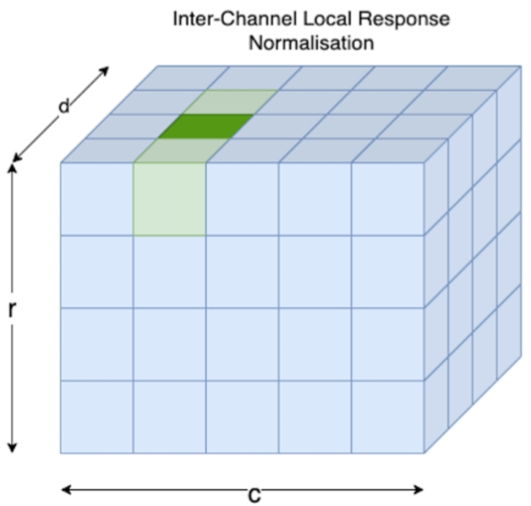 Inter-Channel Local Response
Normalisation
d
r
c